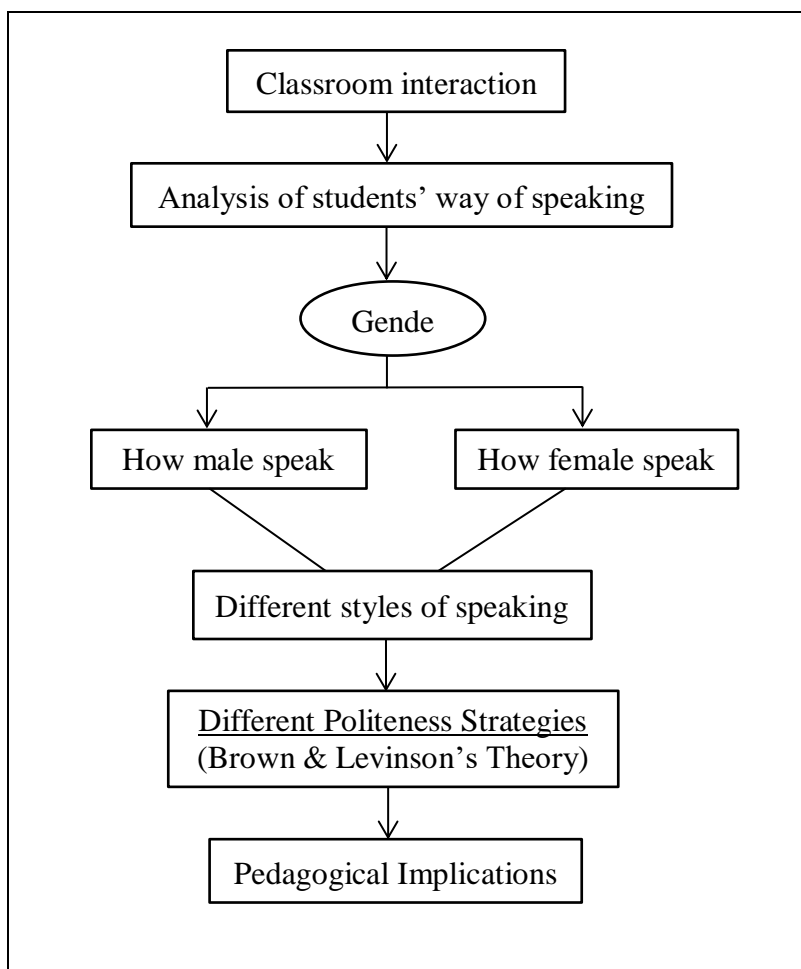 Classroom interaction
Analysis of students’ way of speaking
Gende
How male speak
How female speak
Different styles of speaking
Different Politeness Strategies
(Brown & Levinson’s Theory)
Pedagogical Implications